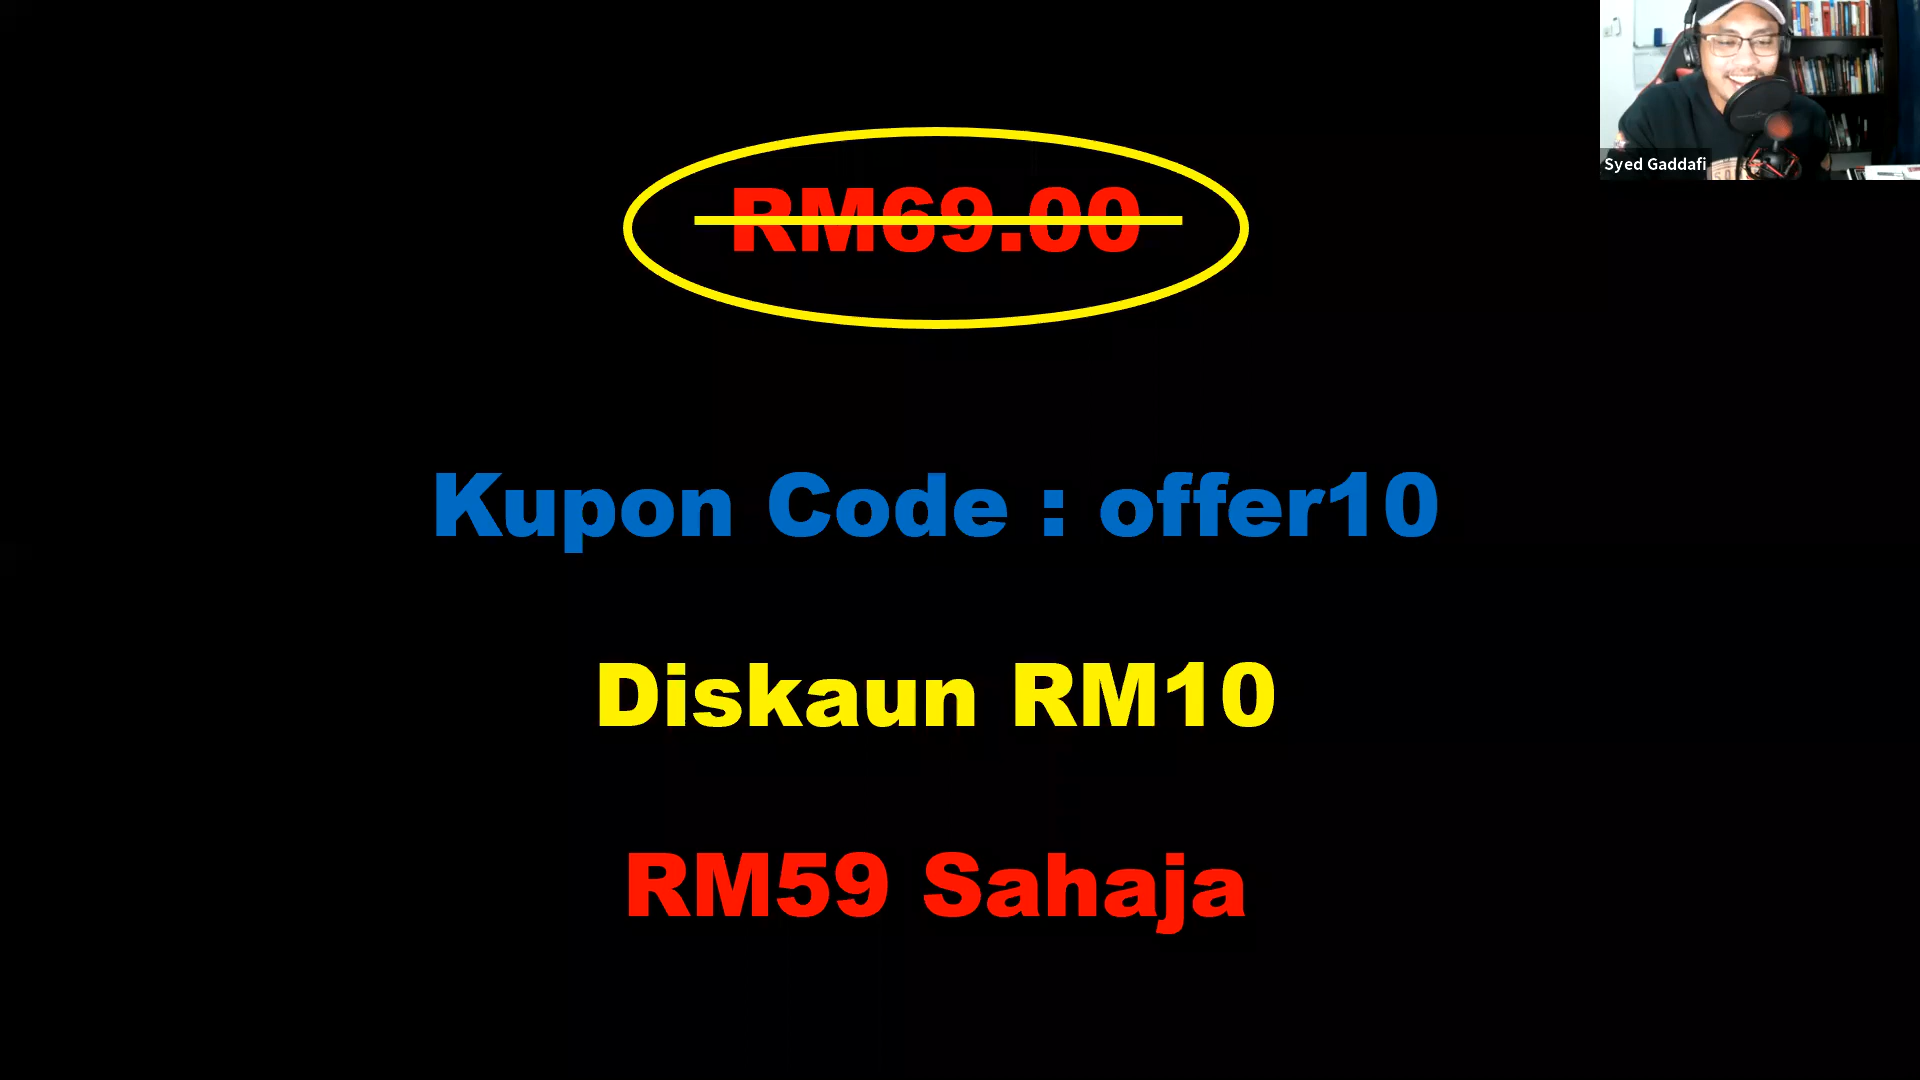 RM69.00
Kupon Code : offer10
Diskaun RM10
RM59 Sahaja
Syed Gaddafi